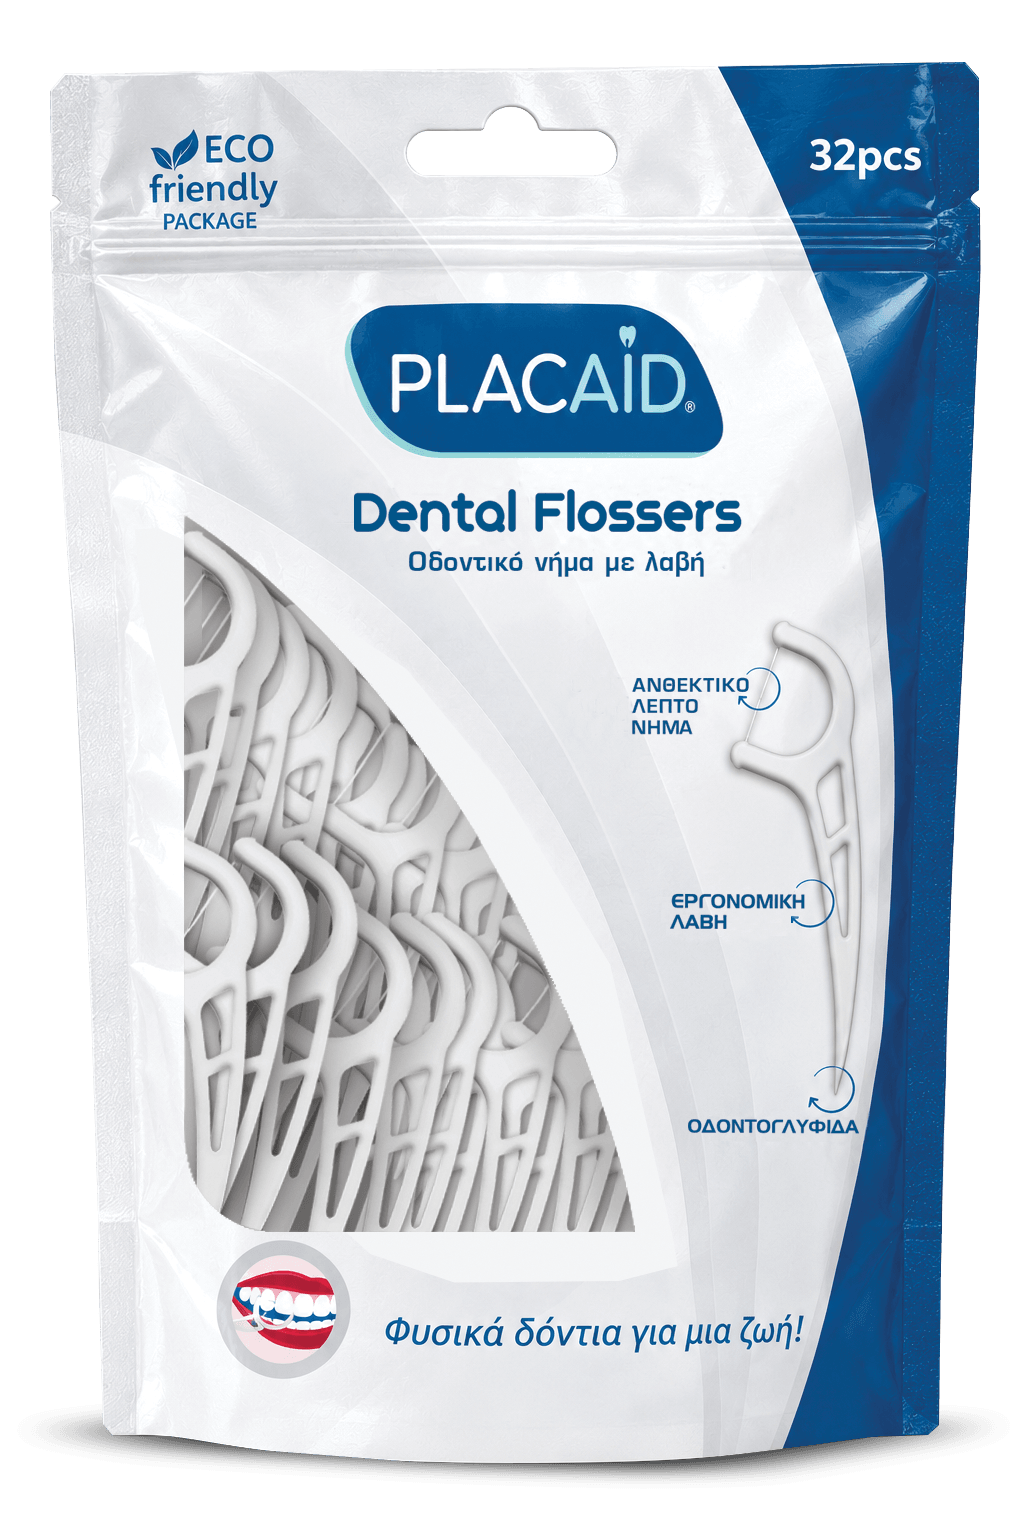 ECO
friendly
PACKAGE
32pcs
PLACAID®
Dental Flossers
Οδοντικό νήμα με λαβή
ΑΝΘΕΚΤΙΚΟ
ΛΕΠΤΟ
ΝΗΜΑ
ΕΡΓΟΝΟΜΙΚΗ
ΛΑΒΗ
ΟΔΟΝΤΟΓΛΥΦΙΔΑ
Φυσικά δόντια για μια ζωή!